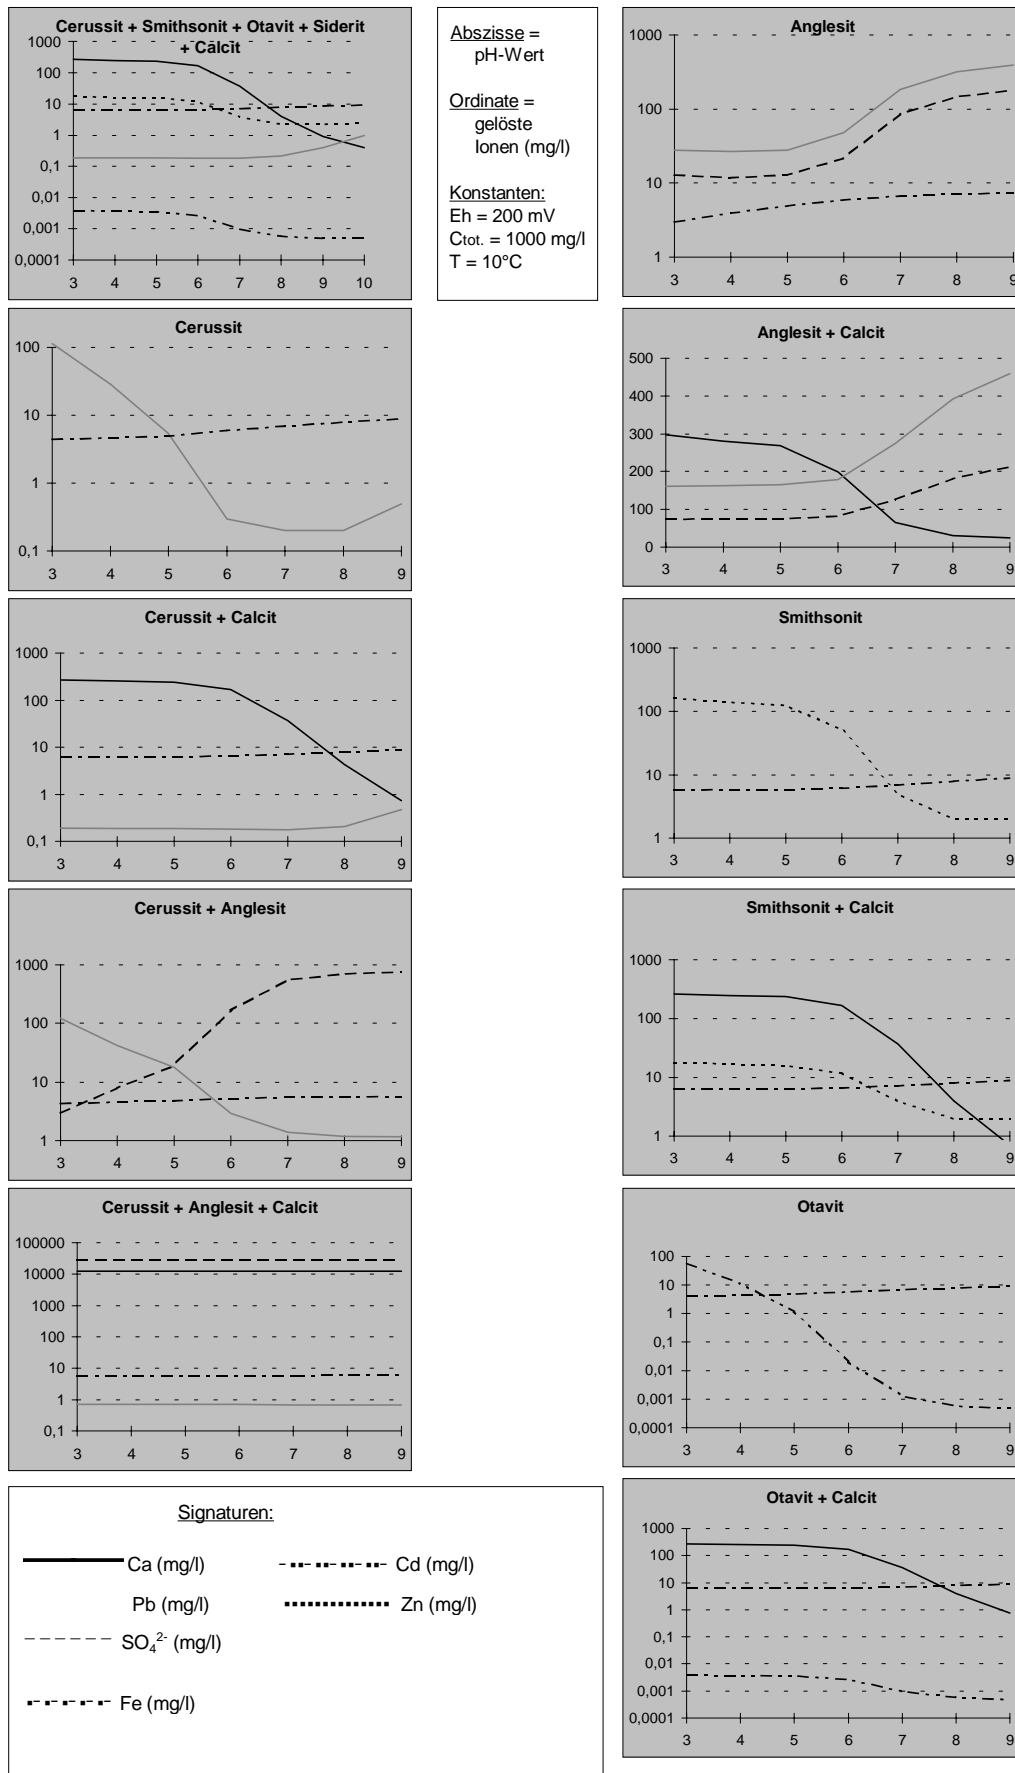 Cerussit + Smithsonit + Otavit + Siderit
+ Calcit
1000
100
10
1
0,1
0,01
0,001
0,0001
3 4 5 6 7 8 9 10
Abszisse =
pH-Wert
Ordinate =
gelöste
Ionen (mg/l)
Konstanten:
Eh = 200 mV
Ctot. = 1000 mg/l
T = 10°C
Anglesit
1000
100
10
1
3 4 5 6 7 8 9
Cerussit
100
10
1
0,1
3 4 5 6 7 8 9
Anglesit + Calcit
500
400
300
200
100
0
3 4 5 6 7 8 9
Cerussit + Calcit
1000
100
10
1
0,1
3 4 5 6 7 8 9
Smithsonit
1000
100
10
1
3 4 5 6 7 8 9
Cerussit + Anglesit
1000
100
10
1
3 4 5 6 7 8 9
Smithsonit + Calcit
1000
100
10
1
3 4 5 6 7 8 9
Cerussit + Anglesit + Calcit
100000
10000
1000
100
10
1
0,1
3 4 5 6 7 8 9
Otavit
100
10
1
0,1
0,01
0,001
0,0001
3 4 5 6 7 8 9
Signaturen:
Ca (mg/l) Cd (mg/l)
Pb (mg/l) Zn (mg/l)
SO₄²⁻ (mg/l)
Fe (mg/l)
Otavit + Calcit
1000
100
10
1
0,1
0,01
0,001
0,0001
3 4 5 6 7 8 9